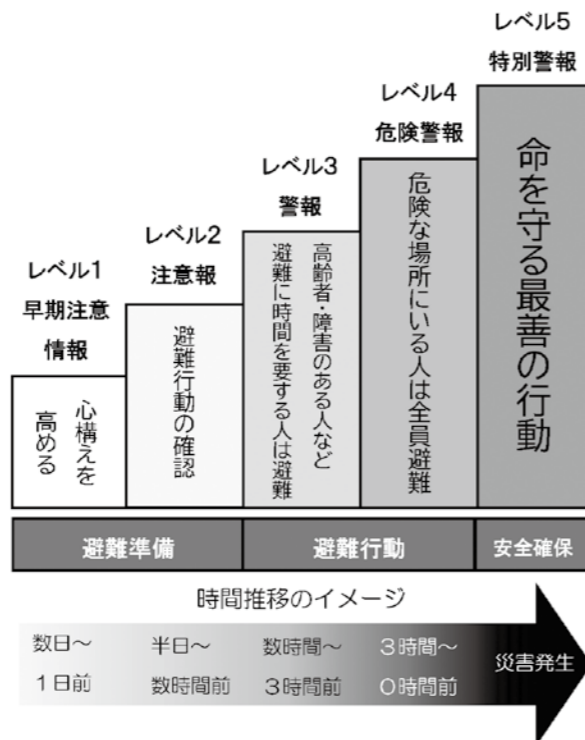 レベル1
早期注意
情報
心構えを
高める
レベル2
注意報
避難行動の確認
レベル3
警報
高齢者・障害のある人など
避難に時間を要する人は避難
レベル4
危険警報
危険な場所にいる人は全員避難
レベル5
特別警報
命を守る最善の行動
避難準備
避難行動
安全確保
時間推移のイメージ
数日～
1日前
半日～
数時間前
数時間～
3時間前
3時間～
0時間前
災害発生